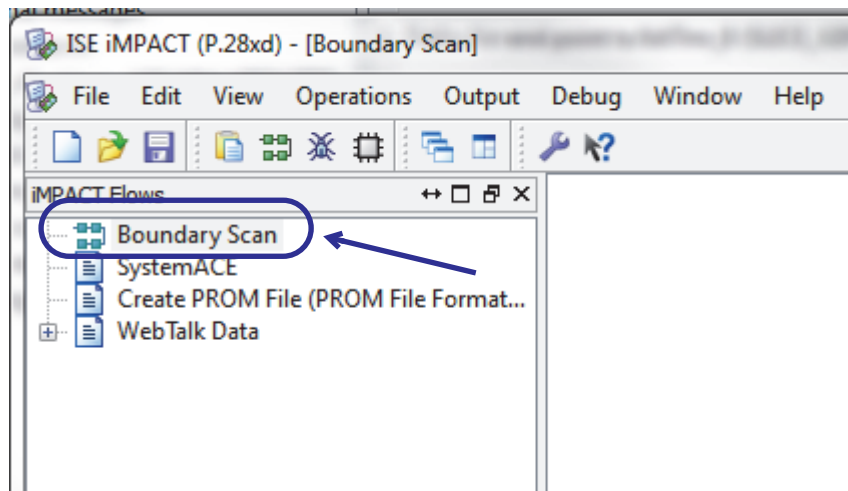 ISE iMPACT (P.28xd) - [Boundary Scan]
File Edit View Operations Output Debug Window Help
iMPACT Flows
Boundary Scan
SystemACE
Create PROM File (PROM File Format...
WebTalk Data